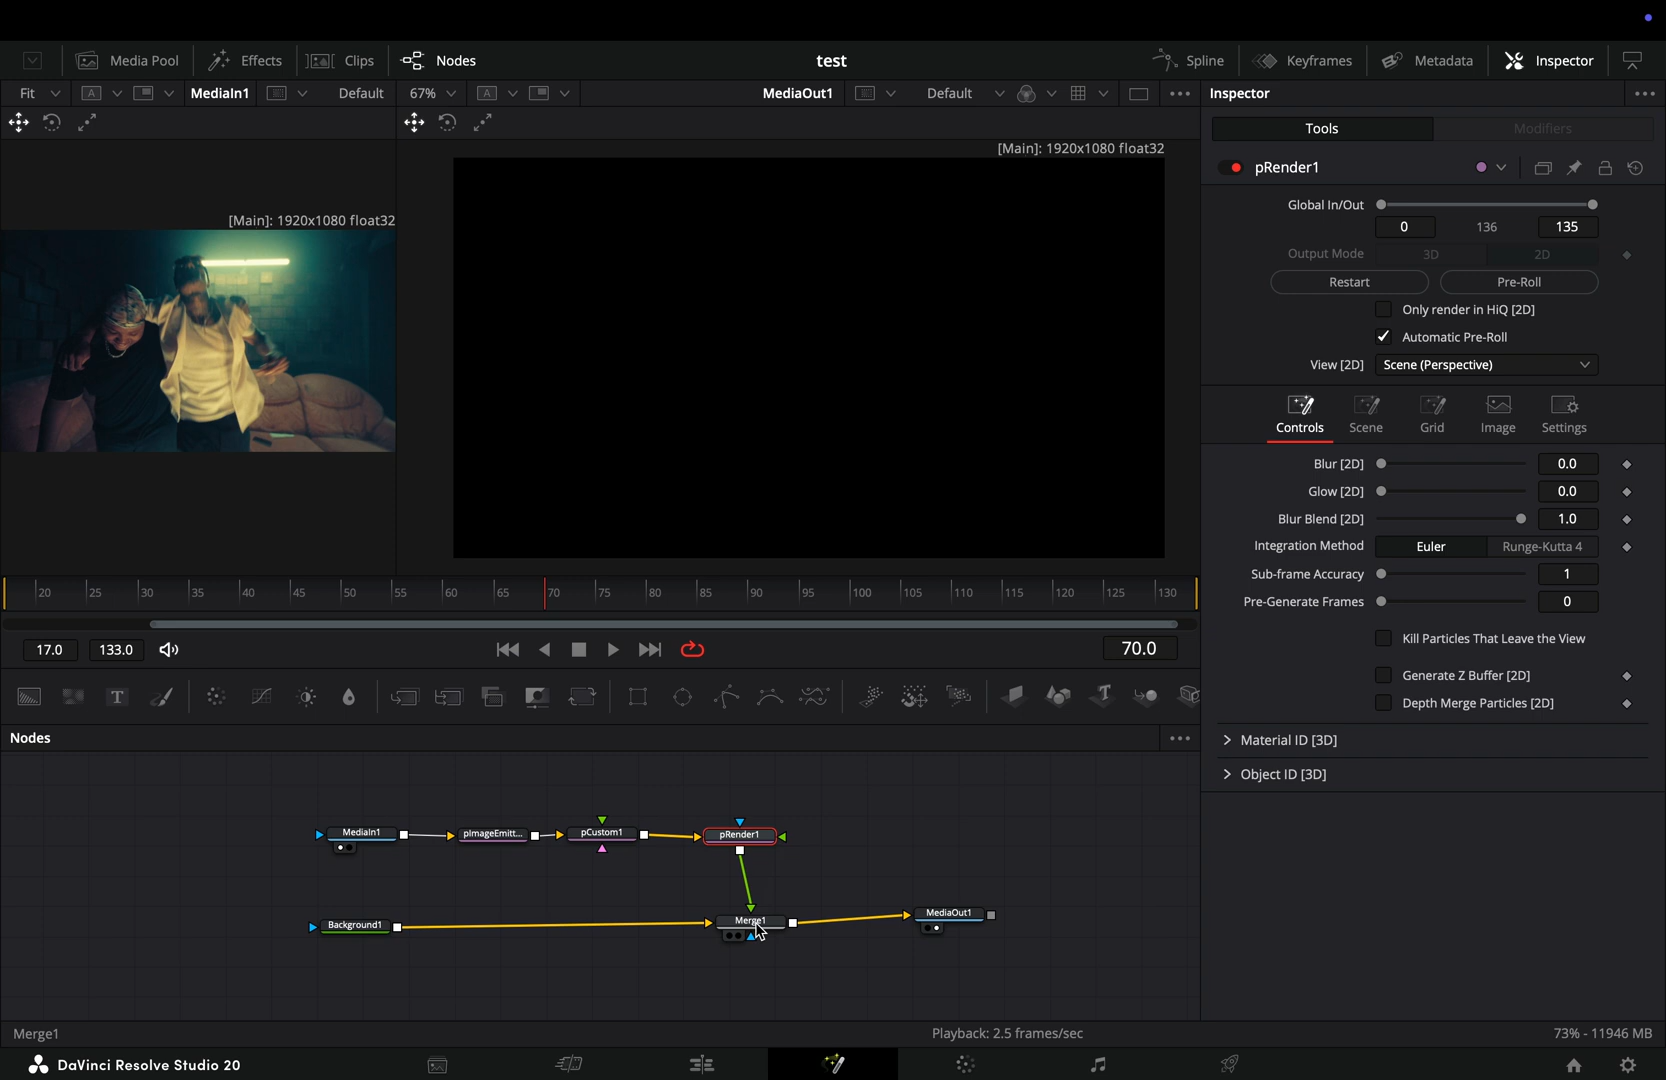 Media Pool Effects Clips Nodes test Spline Keyframes Metadata Inspector
Fit A MediaIn1 Default 67% A MediaOut1 Default Inspector
Tools Modifiers
[Main]: 1920x1080 float32
pRender1
[Main]: 1920x1080 float32
Global In/Out
0 136 135
Output Mode 3D 2D
Restart Pre-Roll
Only render in HiQ [2D]
Automatic Pre-Roll
View [2D] Scene (Perspective)
Controls Scene Grid Image Settings
Blur [2D] 0.0
Glow [2D] 0.0
Blur Blend [2D] 1.0
Integration Method Euler Runge-Kutta 4
Sub-frame Accuracy 1
Pre-Generate Frames 0
Kill Particles That Leave the View
Generate Z Buffer [2D]
Depth Merge Particles [2D]
Material ID [3D]
Object ID [3D]
20 25 30 35 40 45 50 55 60 65 70 75 80 85 90 95 100 105 110 115 120 125 130
17.0 133.0 70.0
T T
Nodes
MediaIn1 pImageEmitt... pCustom1 pRender1
Background1 Merge1 MediaOut1
Merge1 Playback: 2.5 frames/sec 73% - 11946 MB
DaVinci Resolve Studio 20